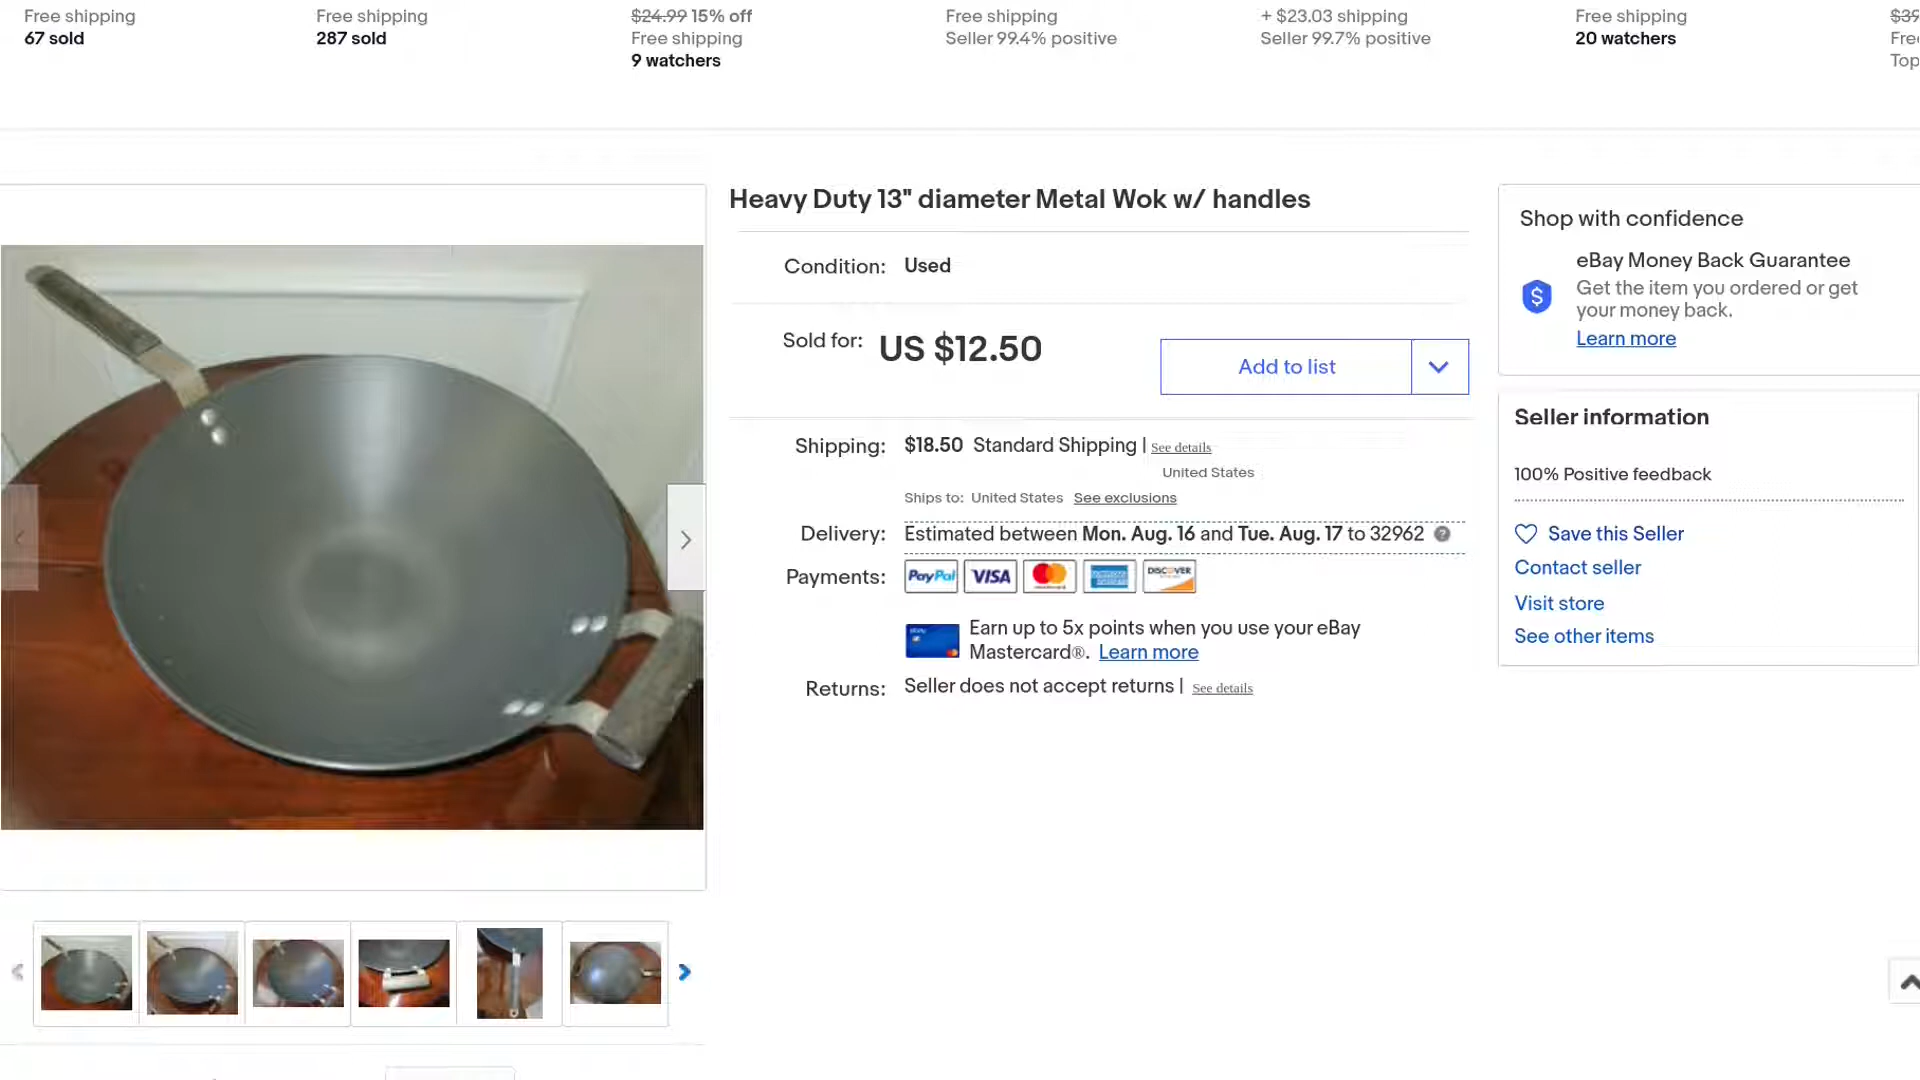 Free shipping
67 sold
Free shipping
287 sold
$24.99 15% off
Free shipping
9 watchers
Free shipping
Seller 99.4% positive
+ $23.03 shipping
Seller 99.7% positive
Free shipping
20 watchers
Heavy Duty 13" diameter Metal Wok w/ handles
Condition: Used
Sold for: US $12.50
Add to list
Shipping: $18.50 Standard Shipping | See details
United States
Ships to: United States See exclusions
Delivery: Estimated between Mon. Aug. 16 and Tue. Aug. 17 to 32962 ?
Payments: PayPal VISA DISCOVER
Earn up to 5x points when you use your eBay
Mastercard®. Learn more
Returns: Seller does not accept returns | See details
Shop with confidence
eBay Money Back Guarantee
$ Get the item you ordered or get
your money back.
Learn more
Seller information
100% Positive feedback
Save this Seller
Contact seller
Visit store
See other items